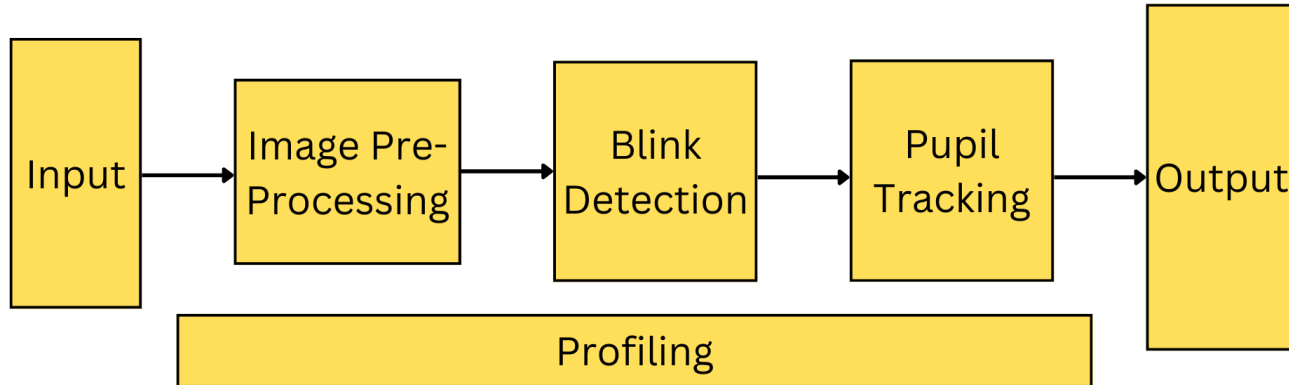 Input
Image Pre-
Processing
Blink
Detection
Pupil
Tracking
Output
Profiling